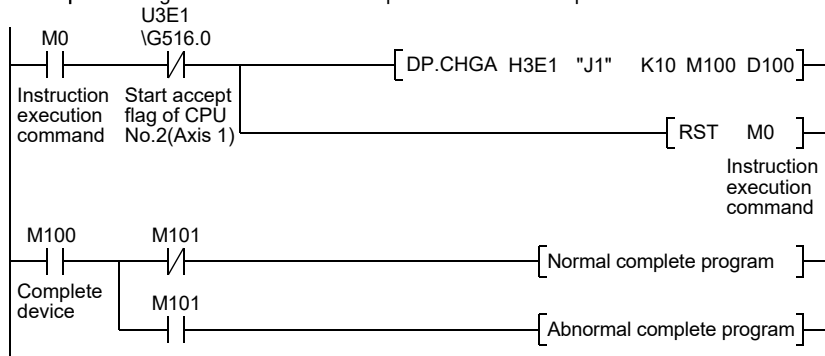 U3E1
M0 \G516.0
DP.CHGA H3E1 "J1" K10 M100 D100
Instruction
execution
command
Start accept
flag of CPU
No.2(Axis 1)
RST M0
Instruction
execution
command
M100 M101
Normal complete program
Complete
device
M101
Abnormal complete program